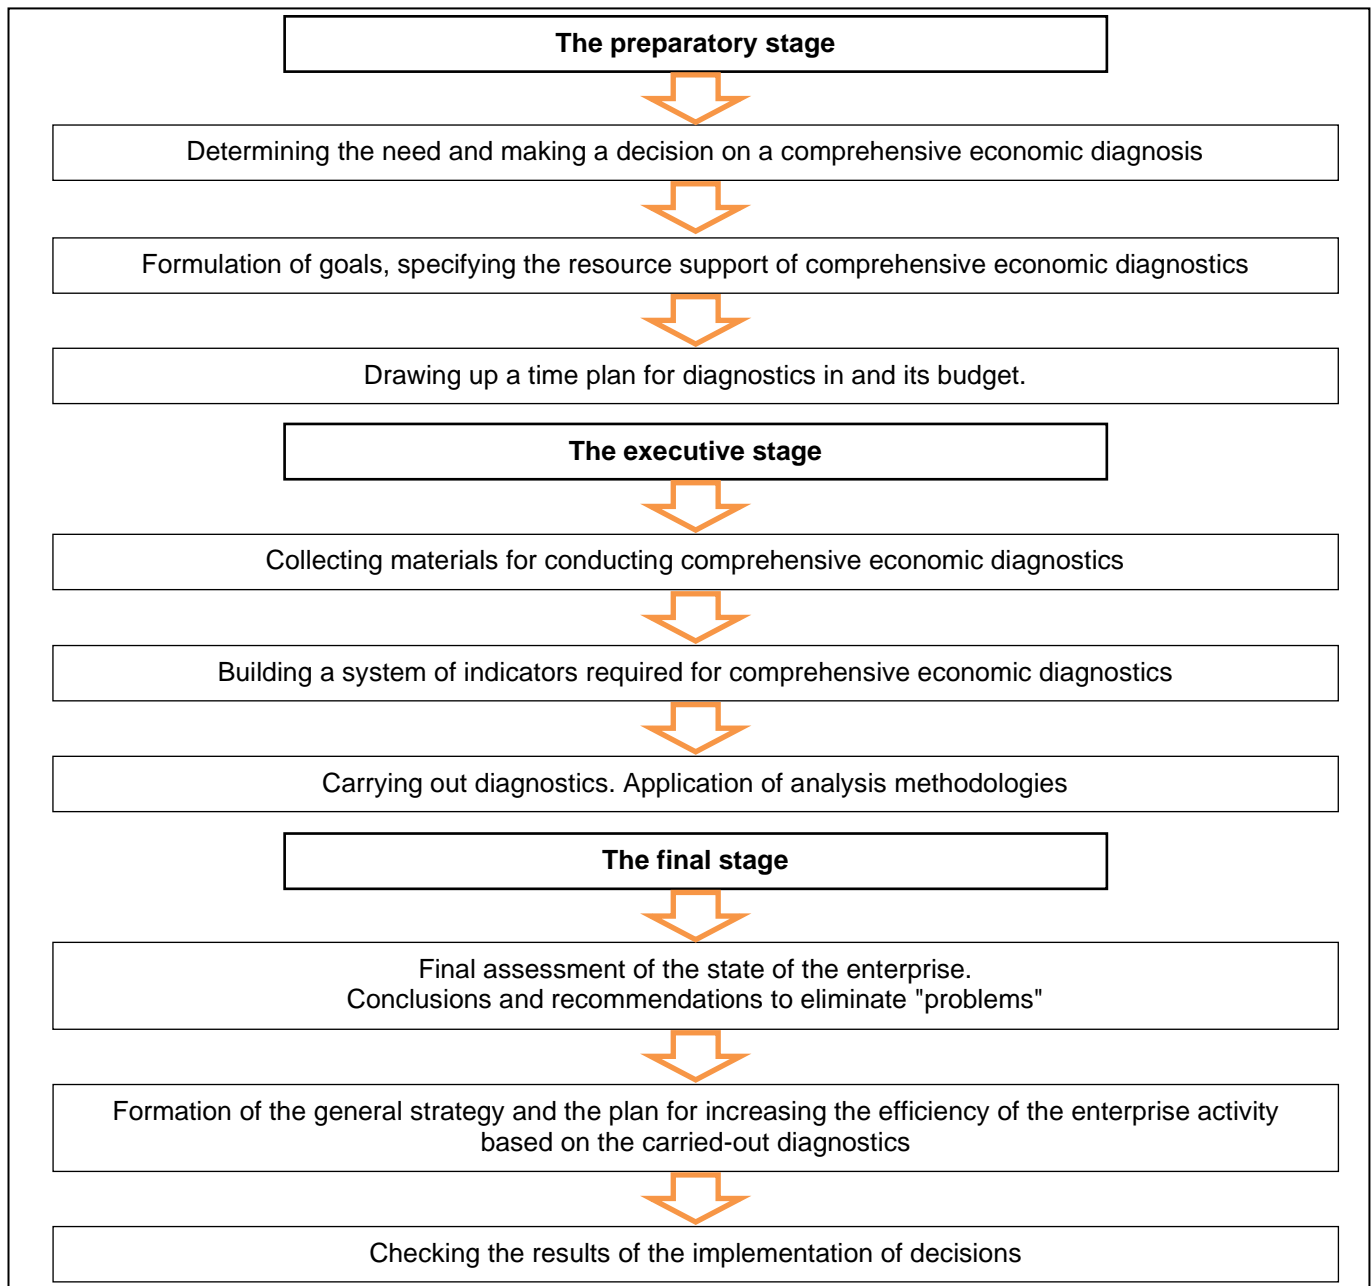 The preparatory stage
Determining the need and making a decision on a comprehensive economic diagnosis
Formulation of goals, specifying the resource support of comprehensive economic diagnostics
Drawing up a time plan for diagnostics in and its budget.
The executive stage
Collecting materials for conducting comprehensive economic diagnostics
Building a system of indicators required for comprehensive economic diagnostics
Carrying out diagnostics. Application of analysis methodologies
The final stage
Final assessment of the state of the enterprise.
Conclusions and recommendations to eliminate "problems"
Formation of the general strategy and the plan for increasing the efficiency of the enterprise activity
based on the carried-out diagnostics
Checking the results of the implementation of decisions